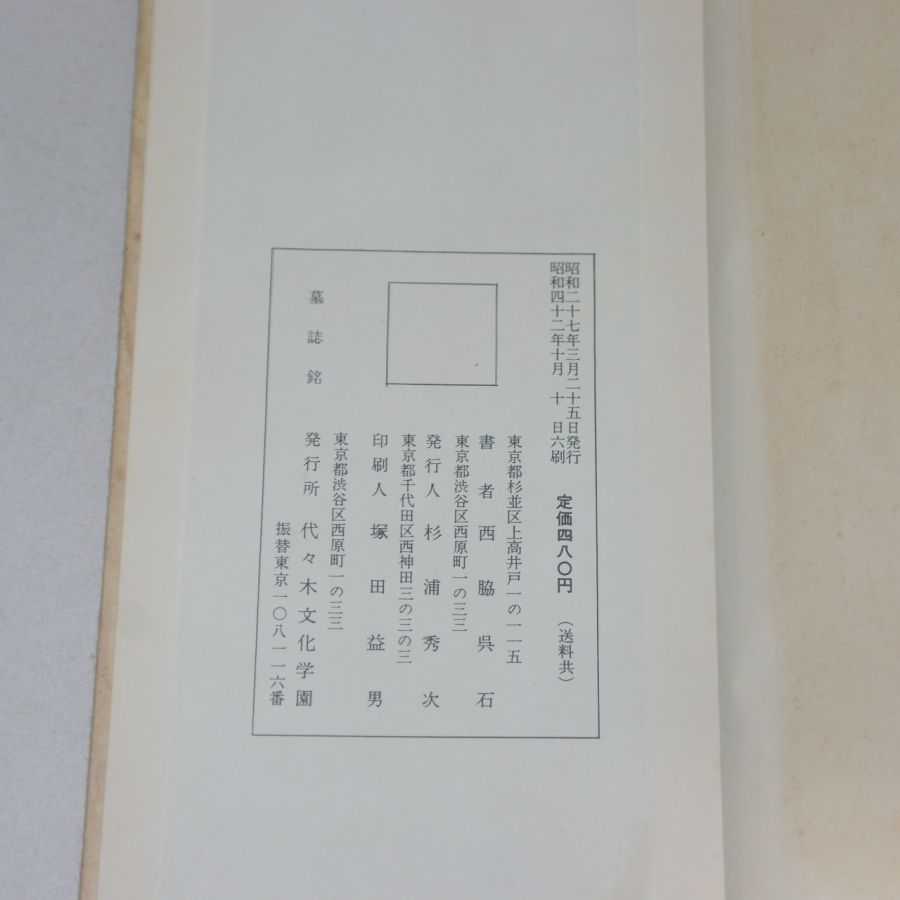 昭和二十七年三月二十五日発行
昭和四十二年十月　十　日六刷
定価四八〇円　（送料共）
東京都杉並区上高井戸一の一一五
書者　西脇呉石
東京都渋谷区西原町一の三三
発行人　杉浦秀次
東京都千代田区西神田三の三の三
印刷人　塚田益男
東京都渋谷区西原町一の三三
発行所　代々木文化学園
振替東京一〇八一一六番
墓誌銘